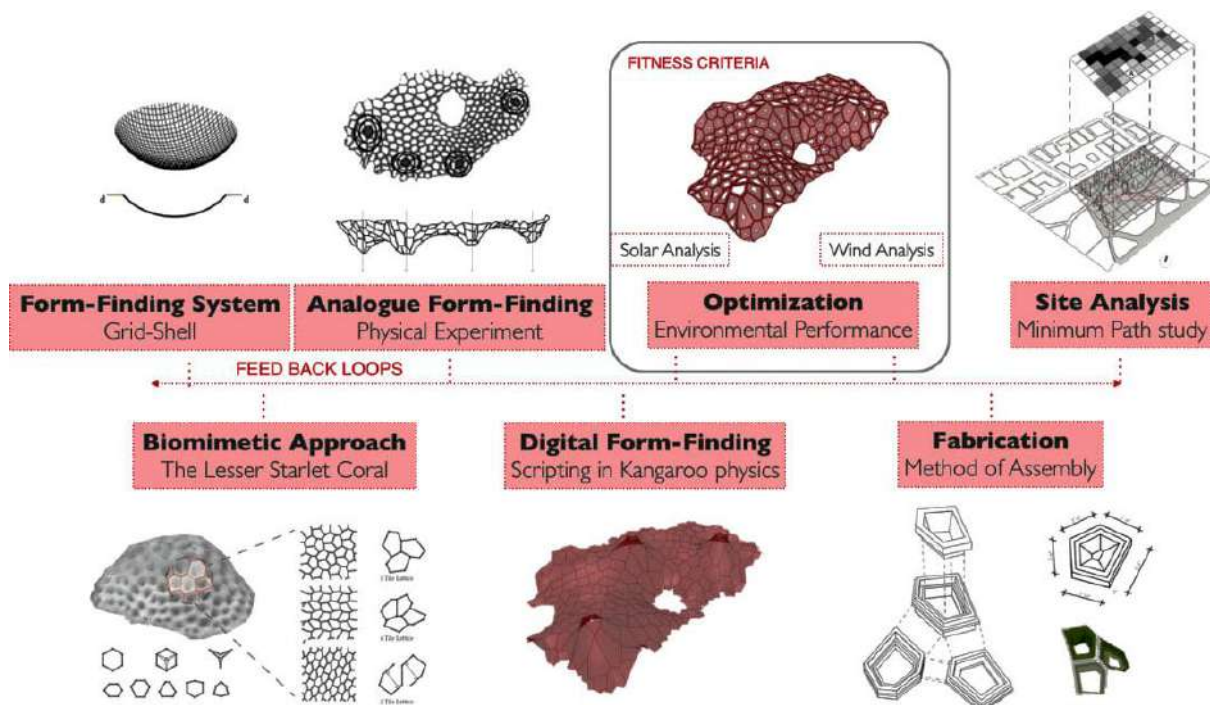 FITNESS CRITERIA
Solar Analysis
Wind Analysis
d
d
Form-Finding System
Grid-Shell
Analogue Form-Finding
Physical Experiment
Optimization
Environmental Performance
Site Analysis
Minimum Path study
FEED BACK LOOPS
Biomimetic Approach
The Lesser Starlet Coral
Digital Form-Finding
Scripting in Kangaroo physics
Fabrication
Method of Assembly